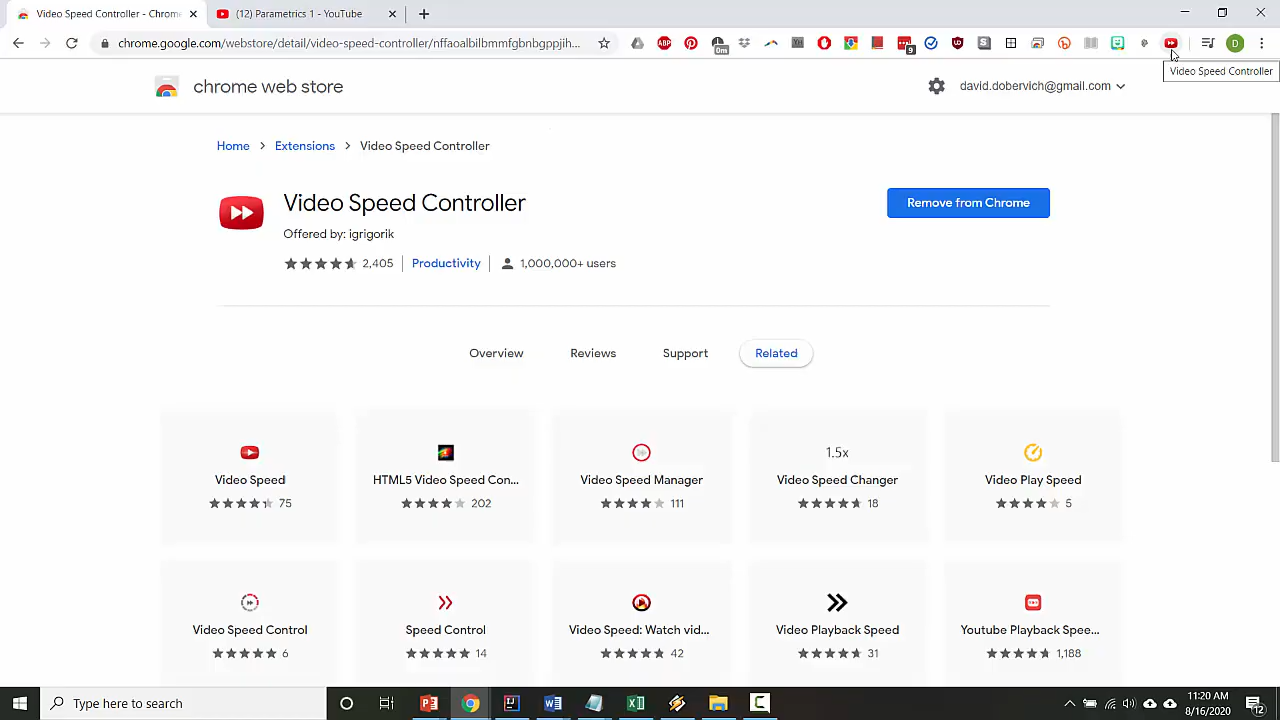 Video Speed Controller - Chrome
(12) Parametrics 1 - YouTube
chrome.google.com/webstore/detail/video-speed-controller/nffaoalbilbmmfgbnbgppjih...
ABP
0m
9
D
Video Speed Controller
chrome web store
david.dobervich@gmail.com
Home
Extensions
Video Speed Controller
Video Speed Controller
Remove from Chrome
Offered by: igrigorik
2,405
Productivity
1,000,000+ users
Overview
Reviews
Support
Related
1.5x
Video Speed
HTML5 Video Speed Con...
Video Speed Manager
Video Speed Changer
Video Play Speed
75
202
111
18
5
Video Speed Control
Speed Control
Video Speed: Watch vid...
Video Playback Speed
Youtube Playback Spee...
6
14
42
31
1,188
Type here to search
11:20 AM
8/16/2020